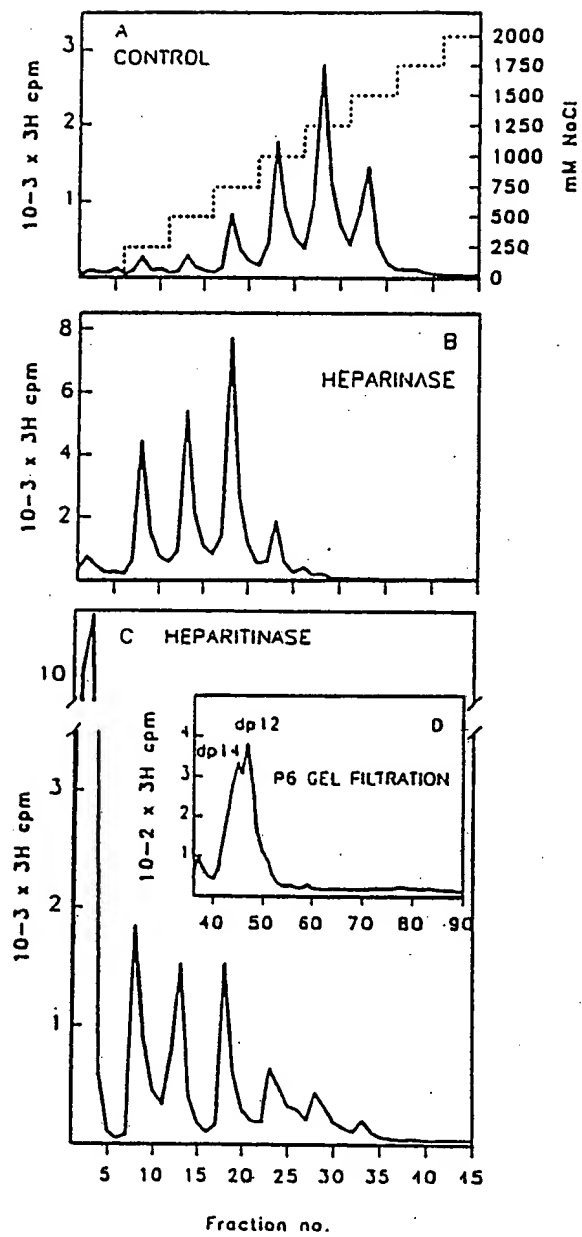 A
CONTROL
10-3 x 3H cpm
3
2
1
2000
1750
1500
1250
1000
750
500
250
0
mM NaCl
B
HEPARINASE
10-3 x 3H cpm
8
6
4
2
C HEPARITINASE
10
3
2
1
10-3 x 3H cpm
D
dp14
dp12
P6 GEL FILTRATION
10-2 x 3H cpm
4
3
2
1
40 50 60 70 80 90
5 10 15 20 25 30 35 40 45
Fraction no.